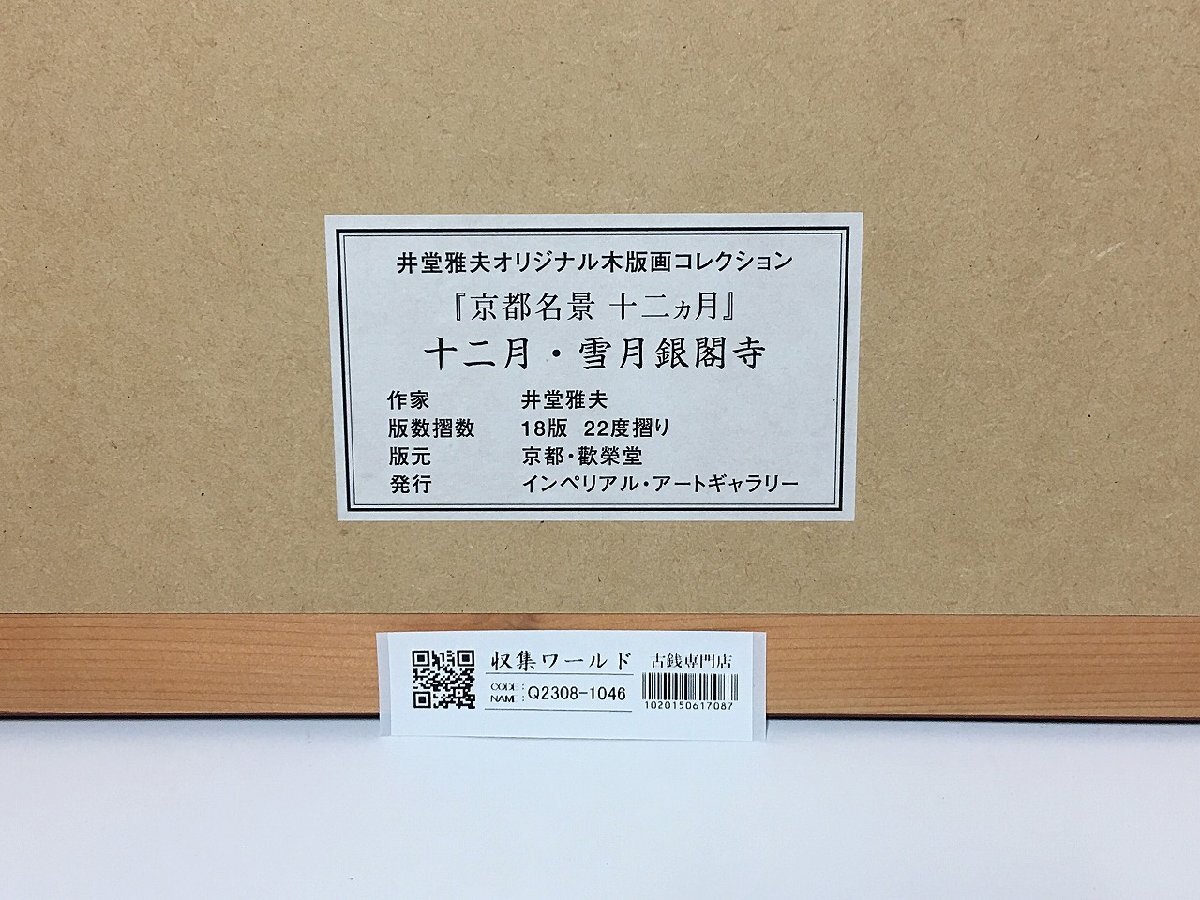 井堂雅夫オリジナル木版画コレクション
『京都名景 十二ヵ月』
十二月・雪月銀閣寺
作家 井堂雅夫
版数摺数 18版 22度摺り
版元 京都・歡榮堂
発行 インペリアル・アートギャラリー
収集ワールド 古銭専門店
CODE:
NAME: Q2308-1046
1020150617087